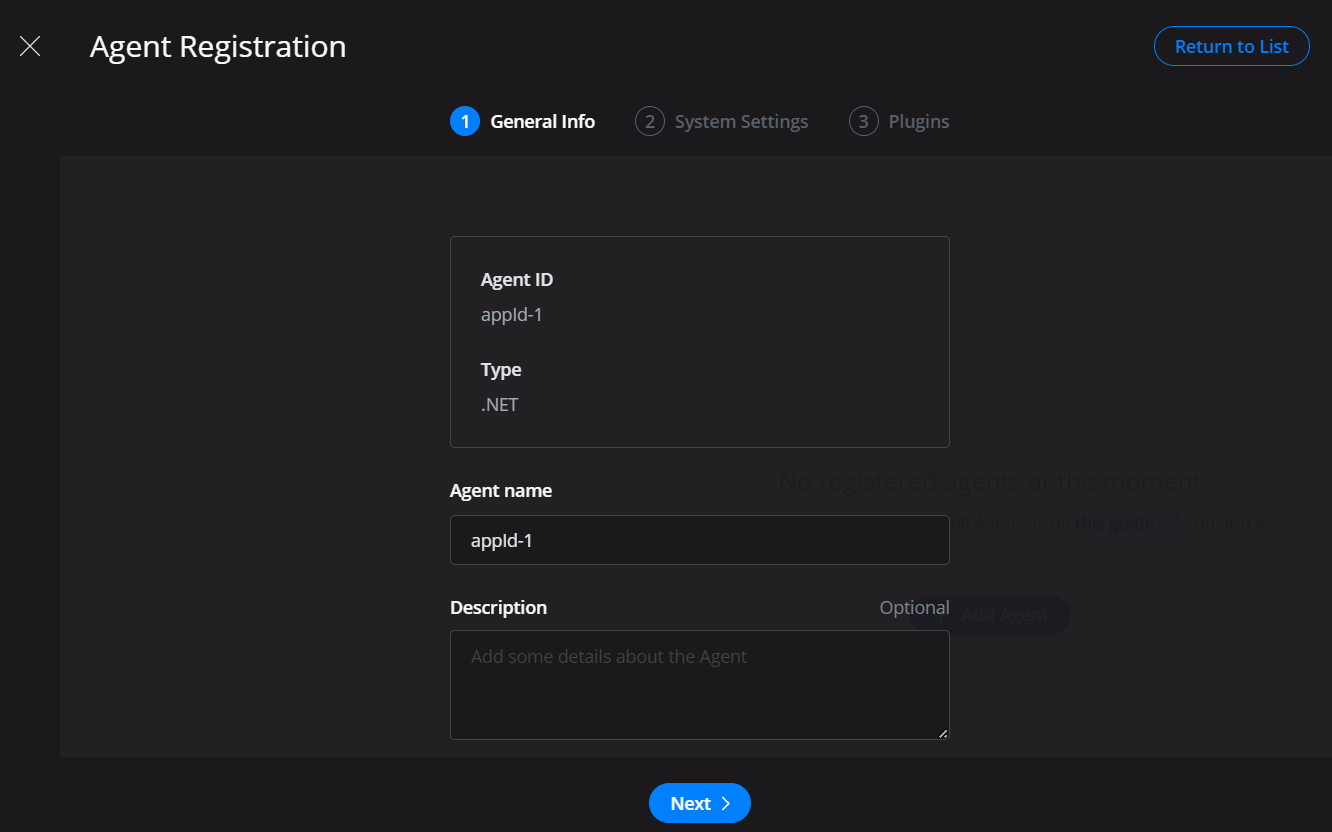 Agent Registration
Return to List
1 General Info
2 System Settings
3 Plugins
Agent ID
appId-1
Type
.NET
No registered agents at the moment
Agent name
Agent using this guide and add it
appId-1
Description
Optional
Add Agent
Add some details about the Agent
Next